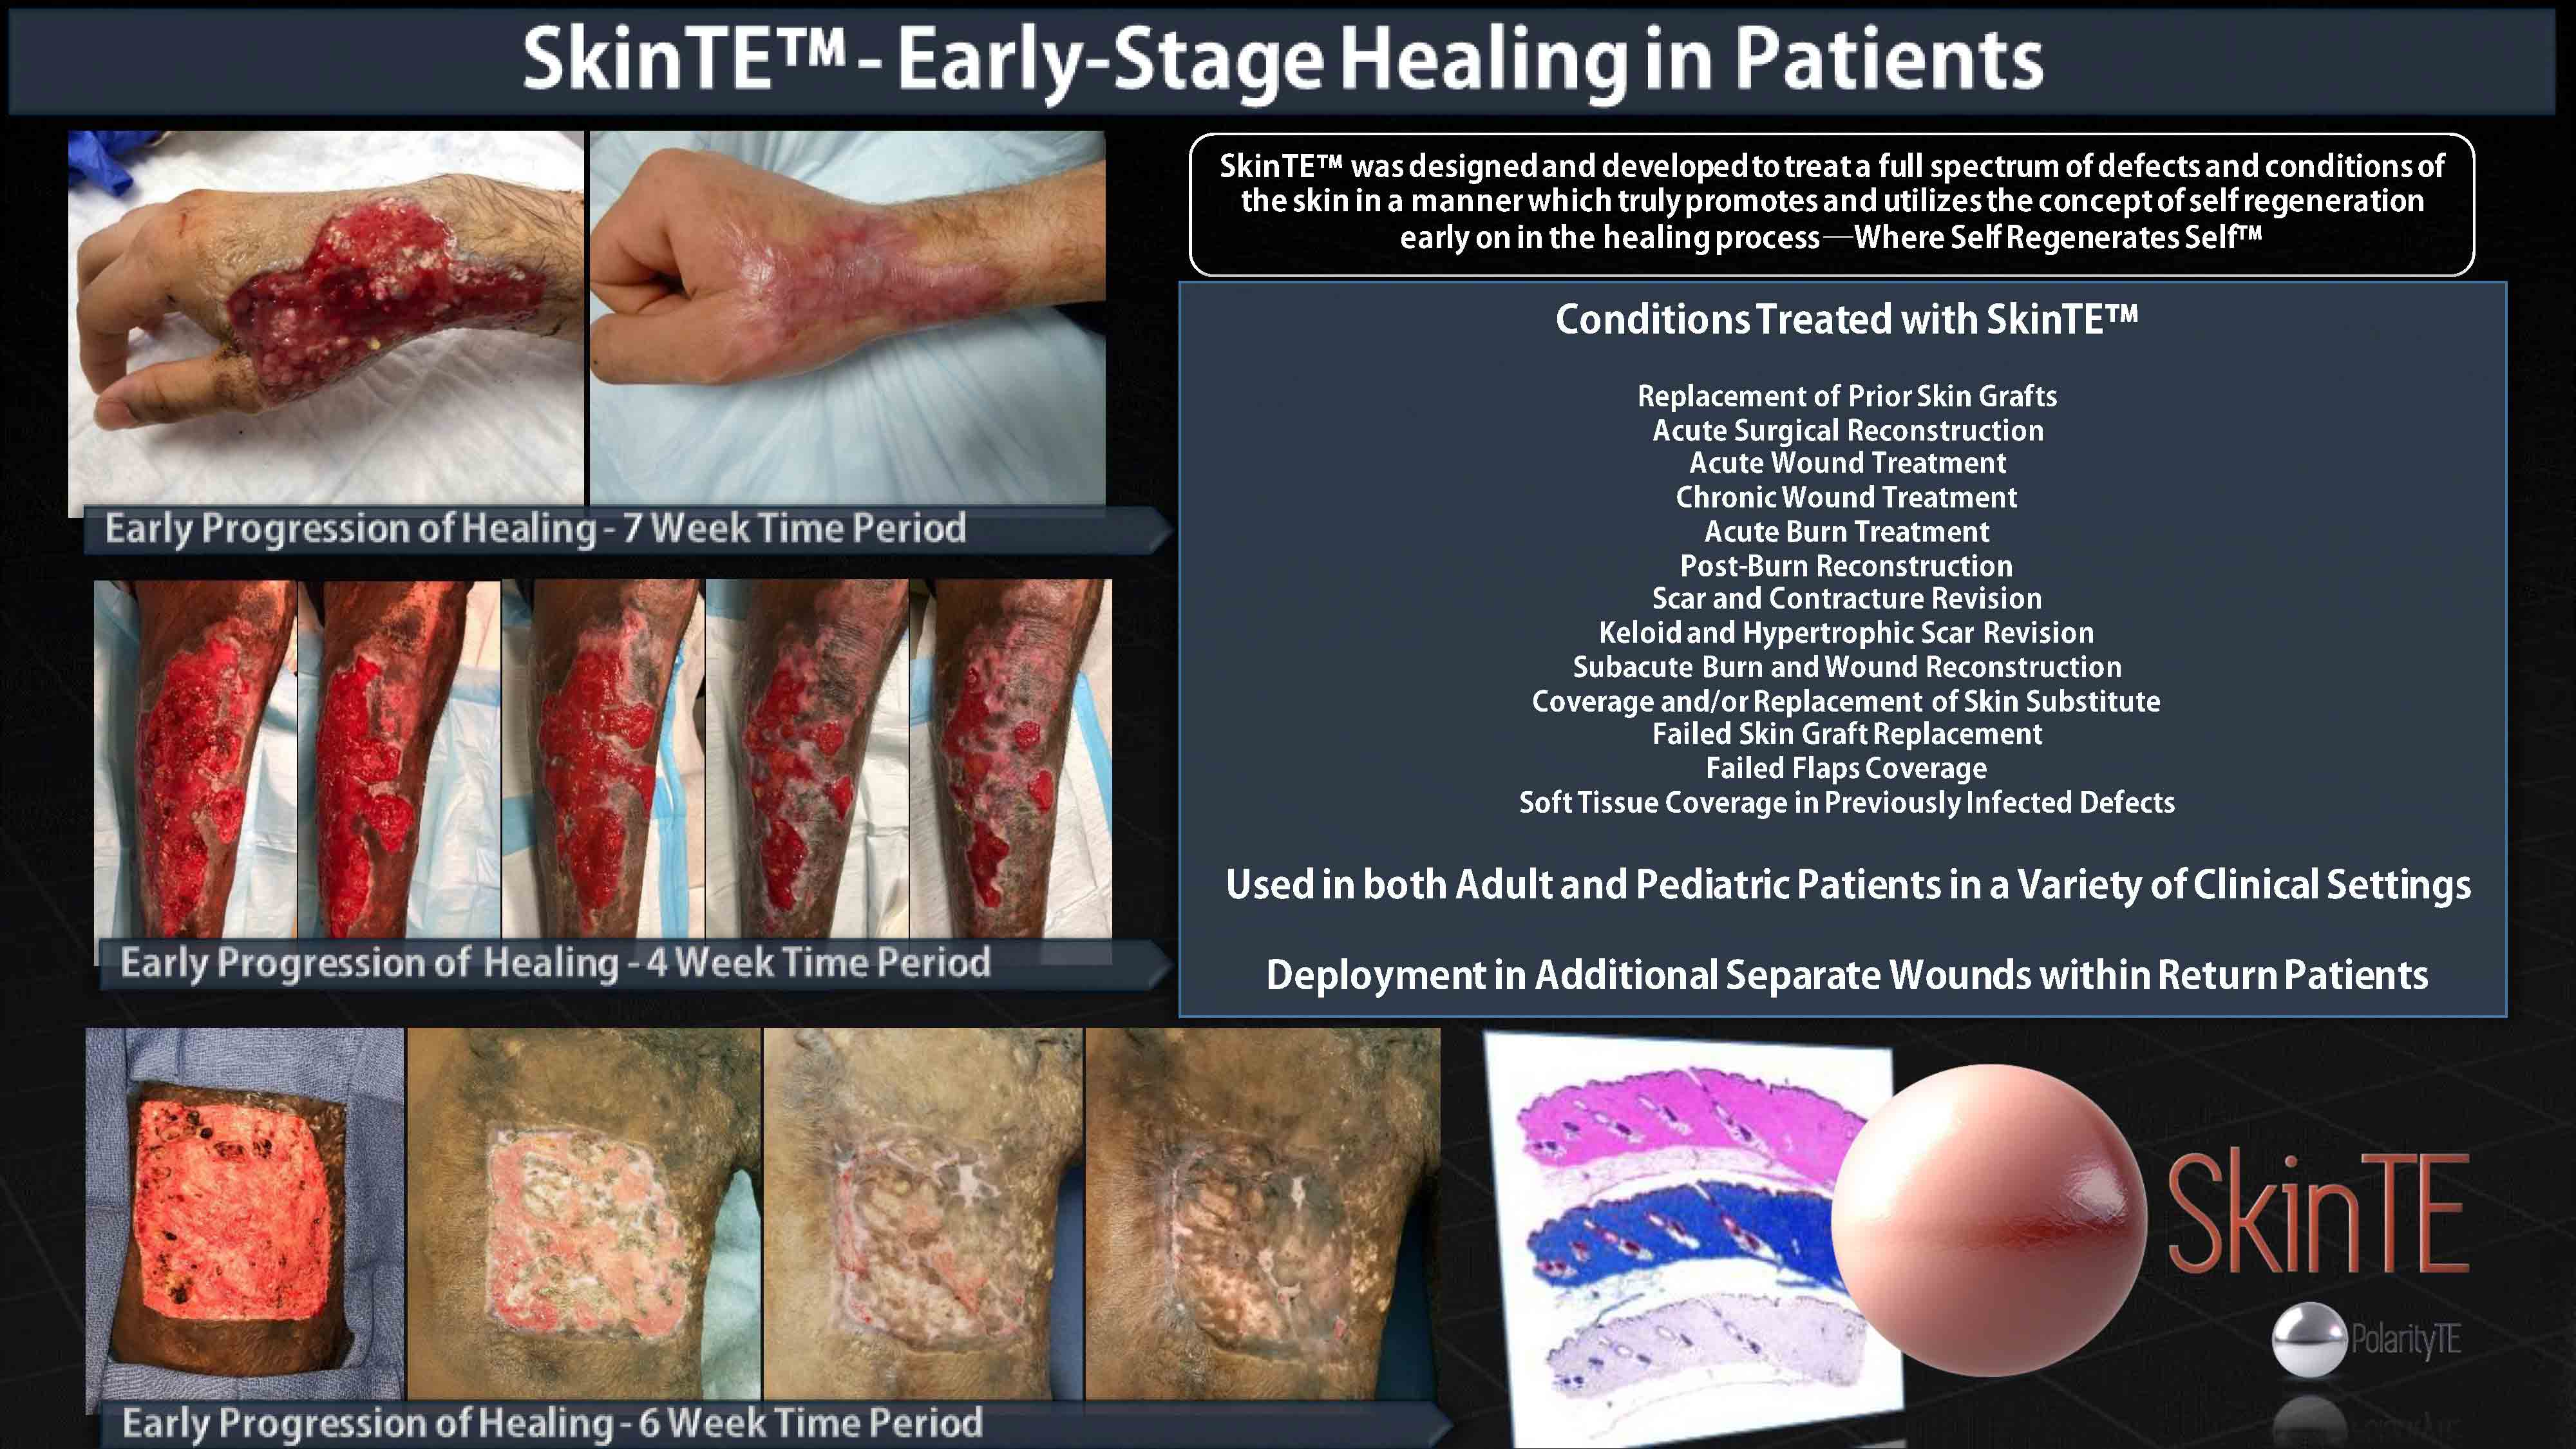 SkinTE™ - Early-Stage Healing in Patients
SkinTE™ was designed and developed to treat a full spectrum of defects and conditions of
the skin in a manner which truly promotes and utilizes the concept of self regeneration
early on in the healing process—Where Self Regenerates Self™
Early Progression of Healing - 7 Week Time Period
Conditions Treated with SkinTE™
Replacement of Prior Skin Grafts
Acute Surgical Reconstruction
Acute Wound Treatment
Chronic Wound Treatment
Acute Burn Treatment
Post-Burn Reconstruction
Scar and Contracture Revision
Keloid and Hypertrophic Scar Revision
Subacute Burn and Wound Reconstruction
Coverage and/or Replacement of Skin Substitute
Failed Skin Graft Replacement
Failed Flaps Coverage
Soft Tissue Coverage in Previously Infected Defects
Used in both Adult and Pediatric Patients in a Variety of Clinical Settings
Deployment in Additional Separate Wounds within Return Patients
Early Progression of Healing - 4 Week Time Period
Early Progression of Healing - 6 Week Time Period
SkinTE
PolarityTE